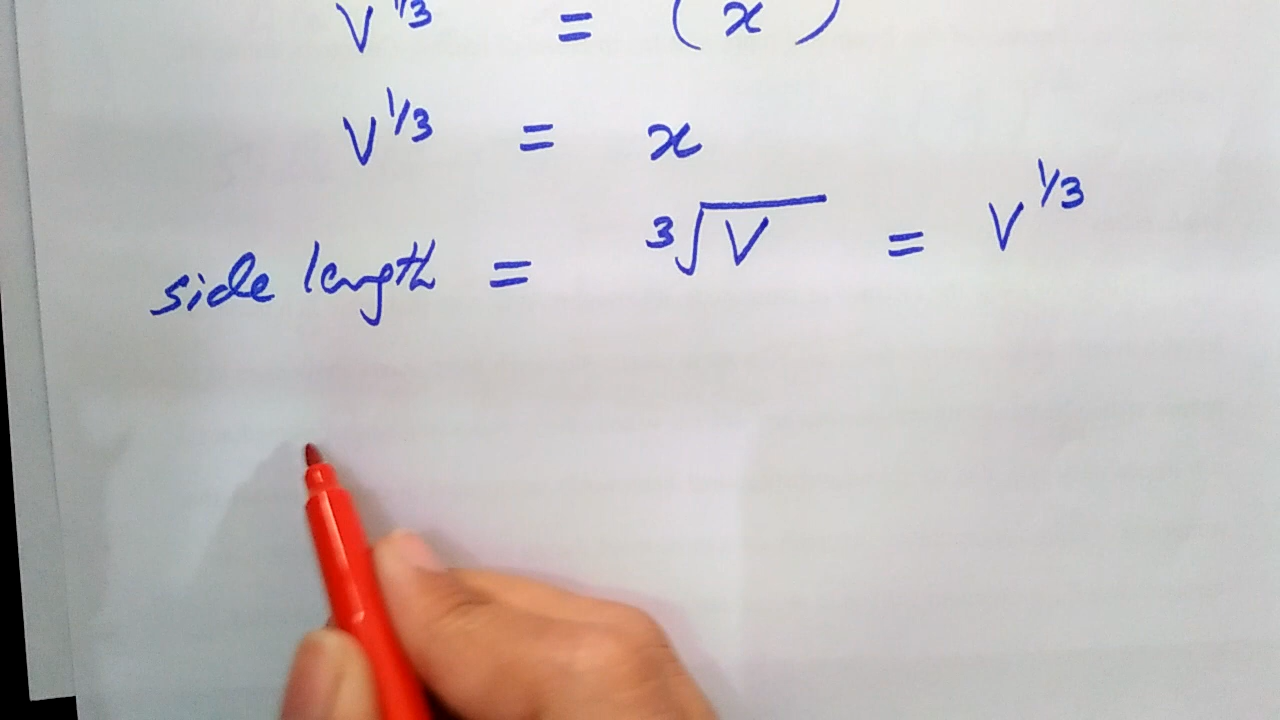 V^1/3 = (x)
V^1/3 = x
side length = ³√V = V^1/3